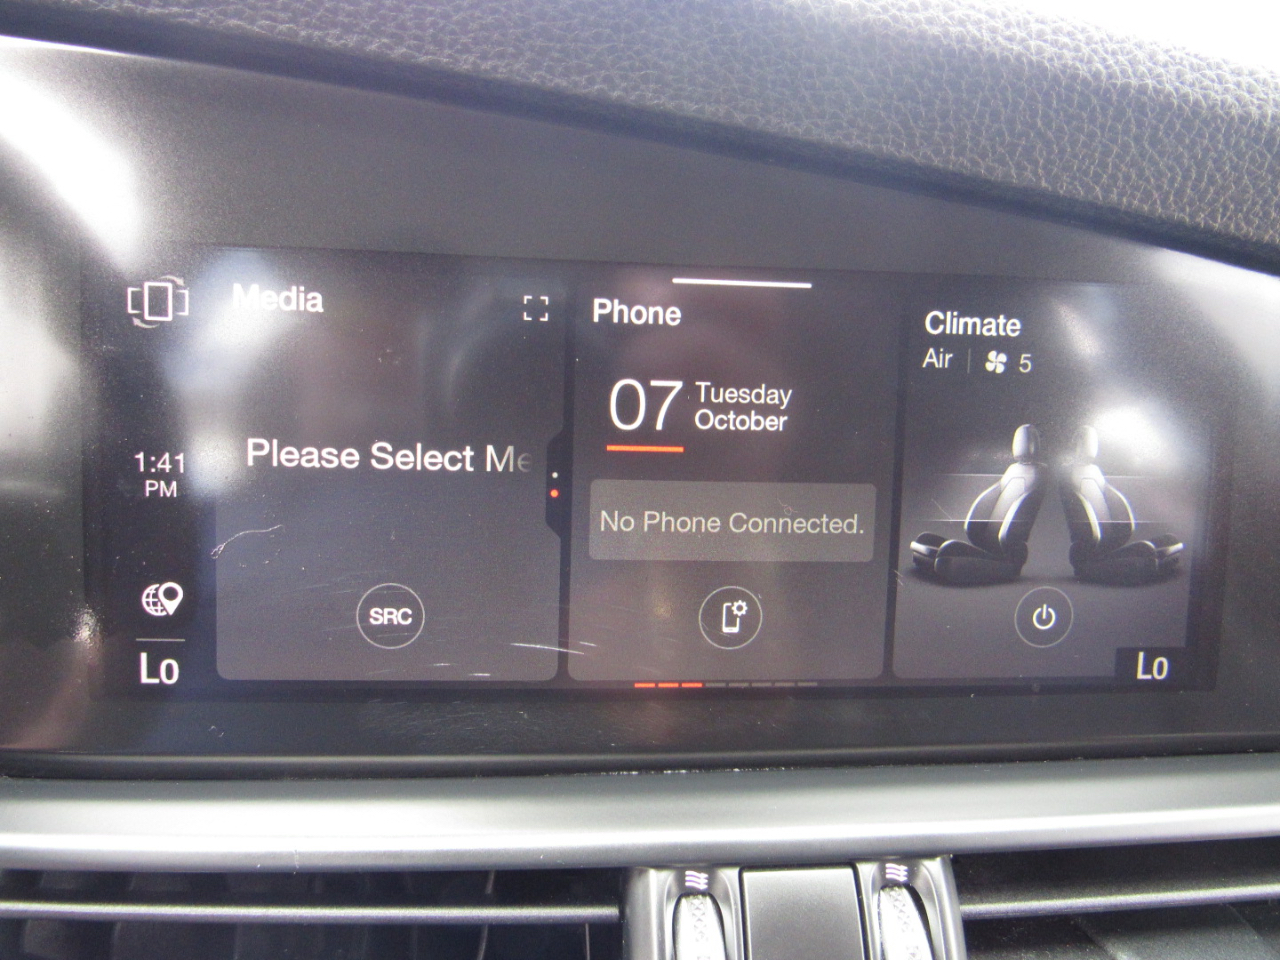 Media
Please Select Me
SRC
1:41
PM
Lo
Phone
07
Tuesday
October
No Phone Connected.
Climate
Air 5
Lo